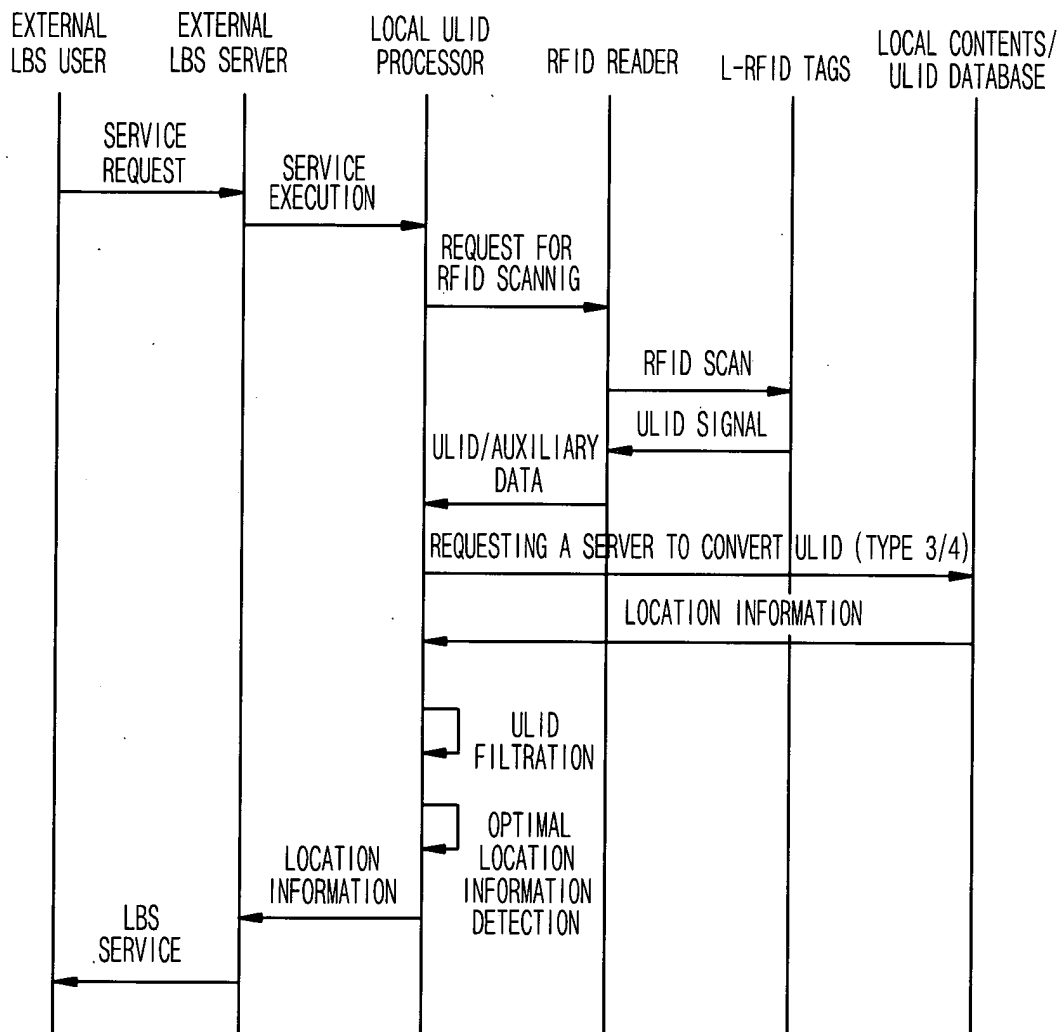 EXTERNAL
LBS USER
EXTERNAL
LBS SERVER
LOCAL ULID
PROCESSOR
RFID READER
L-RFID TAGS
LOCAL CONTENTS/
ULID DATABASE
SERVICE
REQUEST
SERVICE
EXECUTION
REQUEST FOR
RFID SCANNIG
RFID SCAN
ULID SIGNAL
ULID/AUXILIARY
DATA
REQUESTING A SERVER TO CONVERT ULID (TYPE 3/4)
LOCATION INFORMATION
ULID
FILTRATION
OPTIMAL
LOCATION
INFORMATION
DETECTION
LOCATION
INFORMATION
LBS
SERVICE